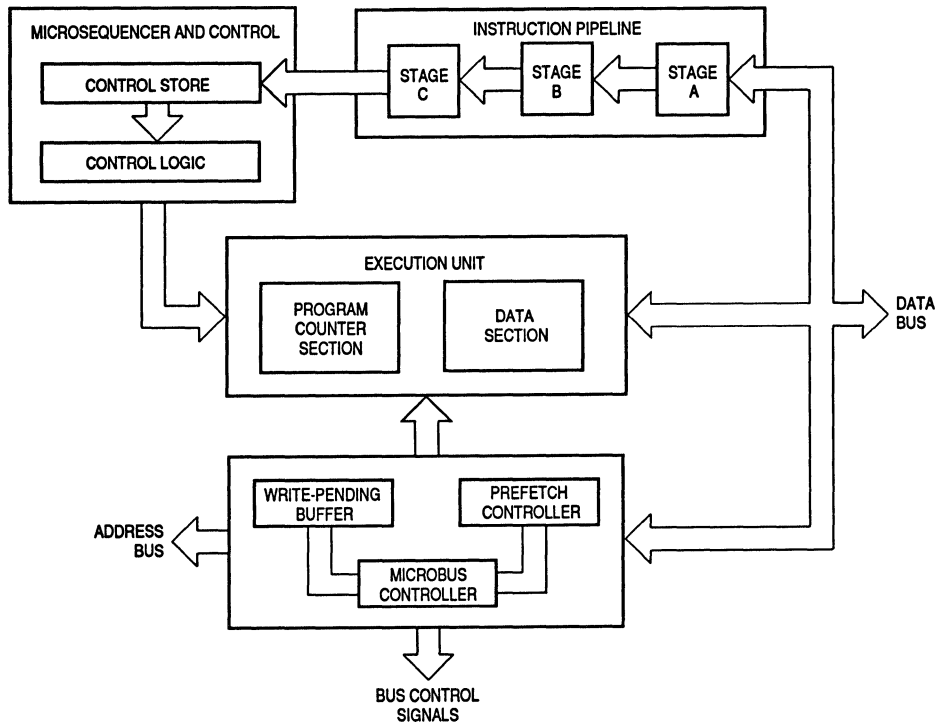 MICROSEQUENCER AND CONTROL
CONTROL STORE
CONTROL LOGIC
INSTRUCTION PIPELINE
STAGE
C
STAGE
B
STAGE
A
EXECUTION UNIT
PROGRAM
COUNTER
SECTION
DATA
SECTION
DATA
BUS
WRITE-PENDING
BUFFER
PREFETCH
CONTROLLER
MICROBUS
CONTROLLER
ADDRESS
BUS
BUS CONTROL
SIGNALS